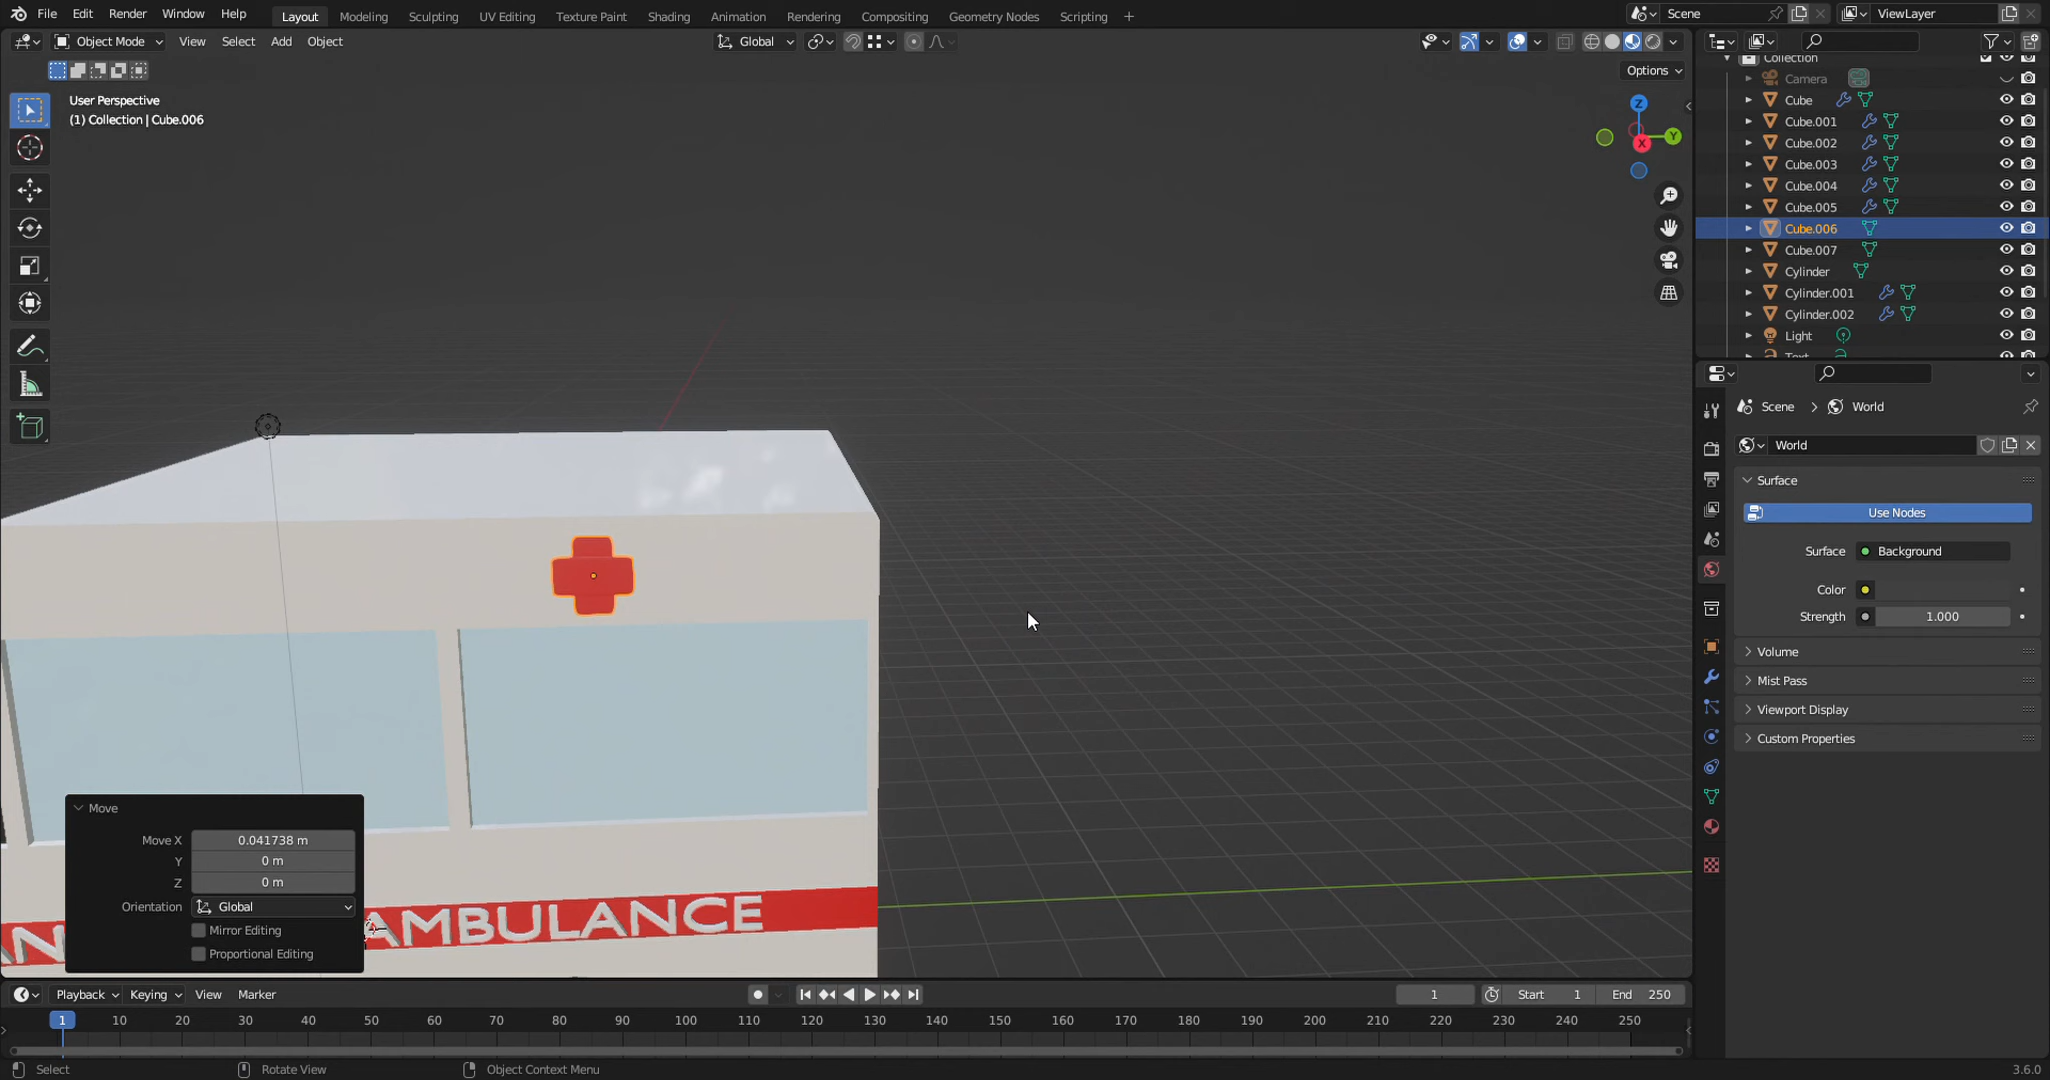 File Edit Render Window Help Layout Modeling Sculpting UV Editing Texture Paint Shading Animation Rendering Compositing Geometry Nodes Scripting + Scene ViewLayer
Object Mode View Select Add Object Global
Options
User Perspective
(1) Collection | Cube.006
Z
Y
X
Collection
Camera
Cube
Cube.001
Cube.002
Cube.003
Cube.004
Cube.005
Cube.006
Cube.007
Cylinder
Cylinder.001
Cylinder.002
Light
Text
Scene > World
World
Surface
Use Nodes
Surface Background
Color
Strength 1.000
Volume
Mist Pass
Viewport Display
Custom Properties
AMBULANCE
AN
Move
Move X 0.041738 m
Y 0 m
Z 0 m
Orientation Global
Mirror Editing
Proportional Editing
Playback Keying View Marker 1 Start 1 End 250
1 10 20 30 40 50 60 70 80 90 100 110 120 130 140 150 160 170 180 190 200 210 220 230 240 250
Select Rotate View Object Context Menu 3.6.0